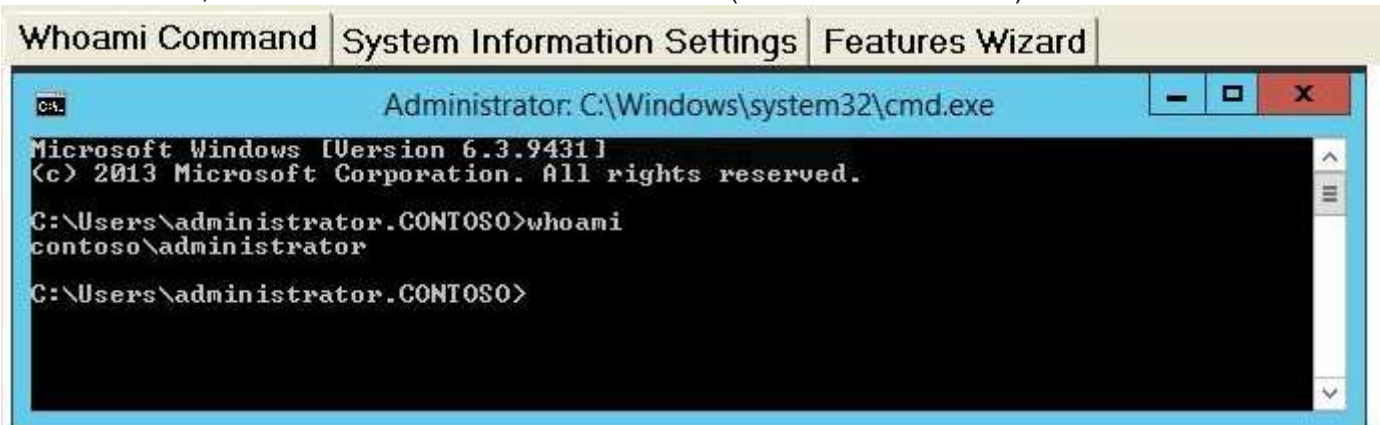 Whoami Command System Information Settings Features Wizard
Administrator: C:\Windows\system32\cmd.exe
Microsoft Windows [Version 6.3.9431]
(c) 2013 Microsoft Corporation. All rights reserved.
C:\Users\administrator.CONTOSO>whoami
contoso\administrator
C:\Users\administrator.CONTOSO>